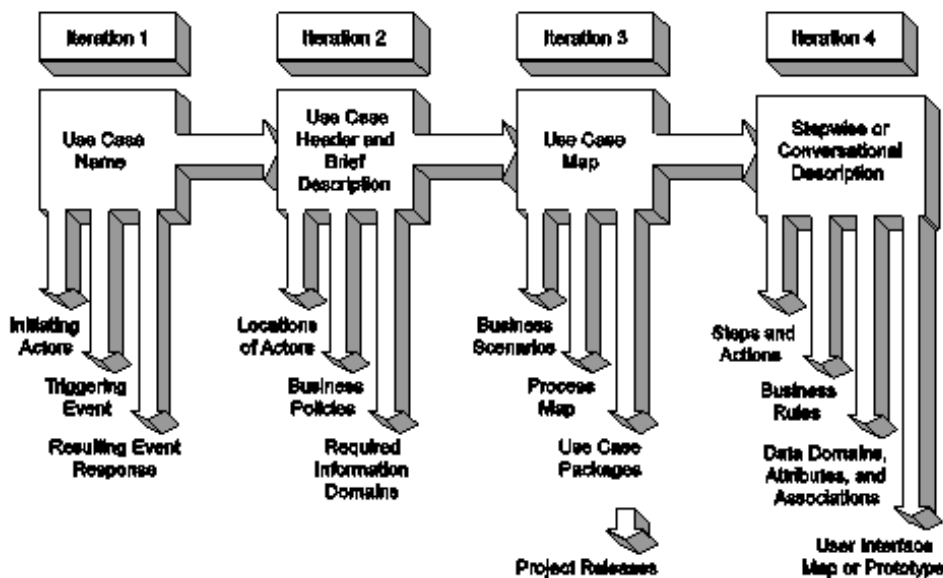 Iteration 1
Iteration 2
Iteration 3
Iteration 4
Use Case
Name
Use Case
Header and
Brief
Description
Use Case
Map
Stepwise or
Conversational
Description
Initiating
Actors
Triggering
Event
Resulting Event
Response
Locations
of Actors
Business
Policies
Required
Information
Domains
Business
Scenarios
Process
Map
Use Case
Packages
Project Releases
Steps and
Actions
Business
Rules
Data Domains,
Attributes, and
Associations
User Interface
Map or Prototype